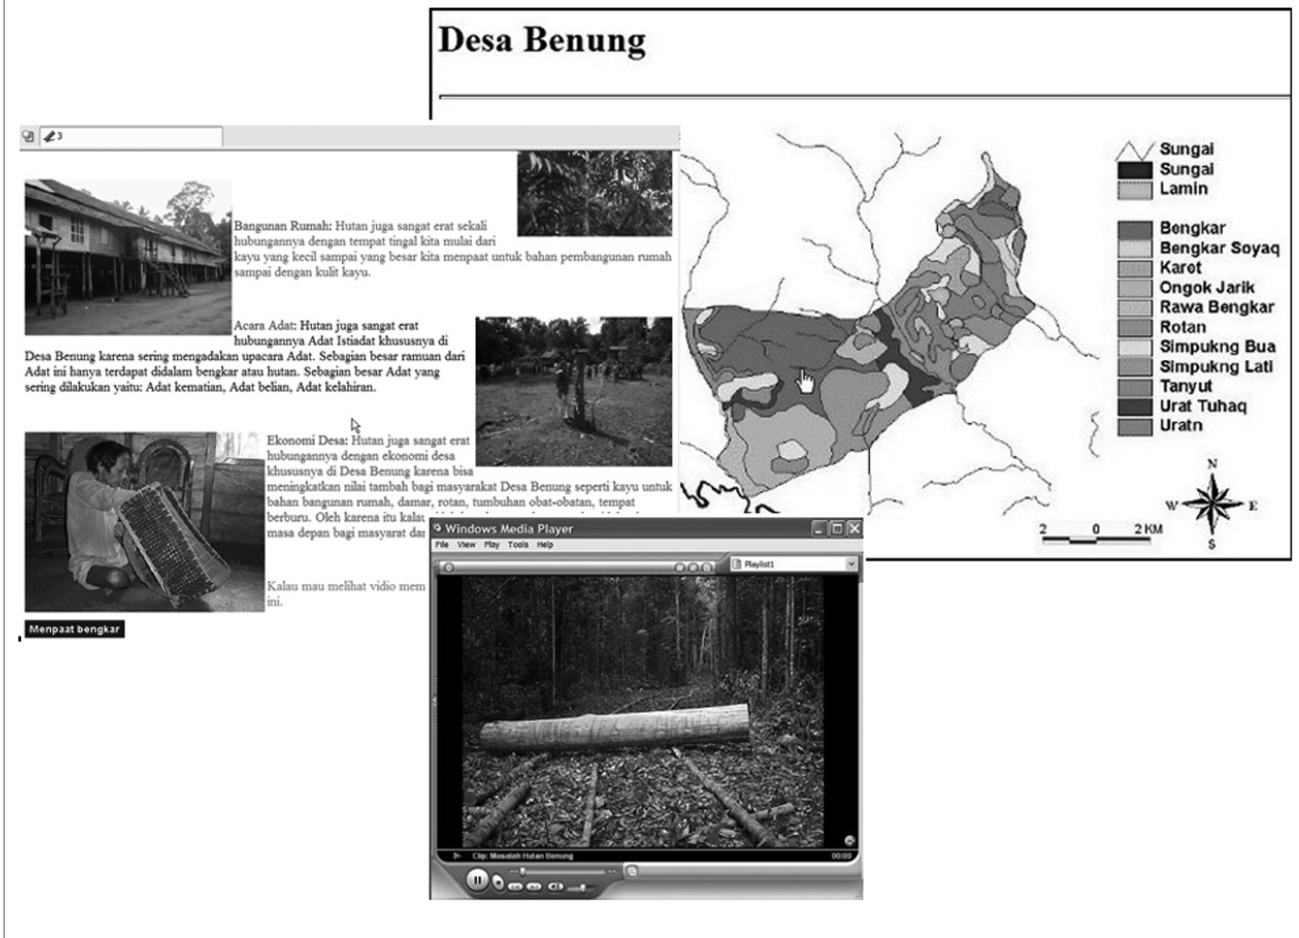 Desa Benung
3
Bangunan Rumah: Hutan juga sangat erat sekali
hubungannya dengan tempat tingal kita mulai dari
kayu yang kecil sampai yang besar kita menpaat untuk bahan pembangunan rumah
sampai dengan kulit kayu.
Acara Adat: Hutan juga sangat erat
hubungannya Adat Istiadat khususnya di
Desa Benung karena sering mengadakan upacara Adat. Sebagian besar ramuan dari
Adat ini hanya terdapat didalam bengkar atau hutan. Sebagian besar Adat yang
sering dilakukan yaitu: Adat kematian, Adat belian, Adat kelahiran.
Ekonomi Desa: Hutan juga sangat erat
hubungannya dengan ekonomi desa
khususnya di Desa Benung karena bisa
meningkatkan nilai tambah bagi masyarakat Desa Benung seperti kayu untuk
bahan bangunan rumah, damar, rotan, tumbuhan obat-obatan, tempat
berburu. Oleh karena itu kalau
masa depan bagi masyarat dan
Kalau mau melihat vidio mem
ini.
Menpaat bengkar
Sungai
Sungai
Lamin
Bengkar
Bengkar Soyaq
Karet
Ongok Jarik
Rawa Bengkar
Rotan
Simpukng Bua
Simpukng Lati
Tanyut
Urat Tuhaq
Uratn
N
W E
S
2 0 2 KM
Windows Media Player
File View Play Tools Help
Playlist1
Clip: Masalah Hutan Benung 00:09